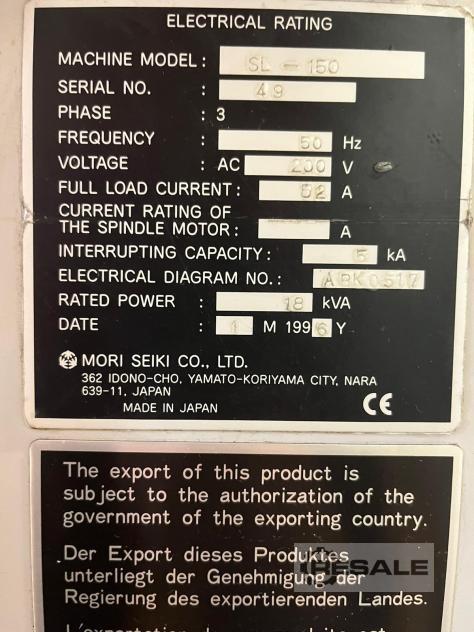 ELECTRICAL RATING
MACHINE MODEL : SL-150
SERIAL NO. : 49
PHASE : 3
FREQUENCY : 50 Hz
VOLTAGE : AC 200 V
FULL LOAD CURRENT : 52 A
CURRENT RATING OF
THE SPINDLE MOTOR : A
INTERRUPTING CAPACITY : 5 kA
ELECTRICAL DIAGRAM NO. : ABK0517
RATED POWER : 18 kVA
DATE : 1 M 1996 Y
MORI SEIKI CO., LTD.
362 IDONO-CHO, YAMATO-KORIYAMA CITY, NARA
639-11, JAPAN
MADE IN JAPAN
CE
The export of this product is
subject to the authorization of the
government of the exporting country.
Der Export dieses Produktes
unterliegt der Genehmigung der
Regierung des exportierenden Landes.
RESALE